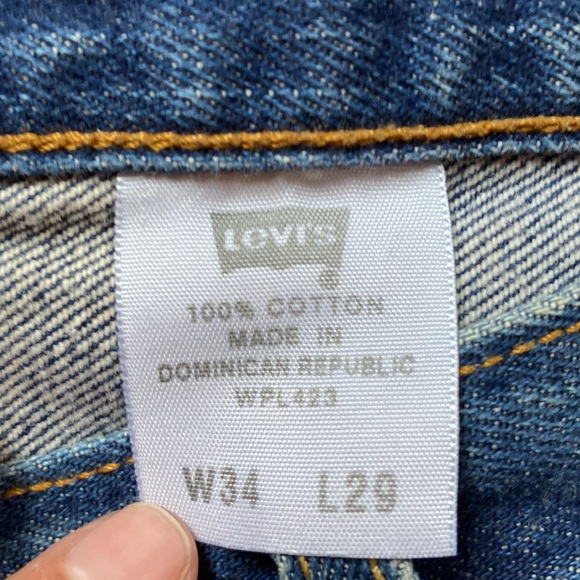 Levi's
®
100% COTTON
MADE IN
DOMINICAN REPUBLIC
WPL423
W34 L29